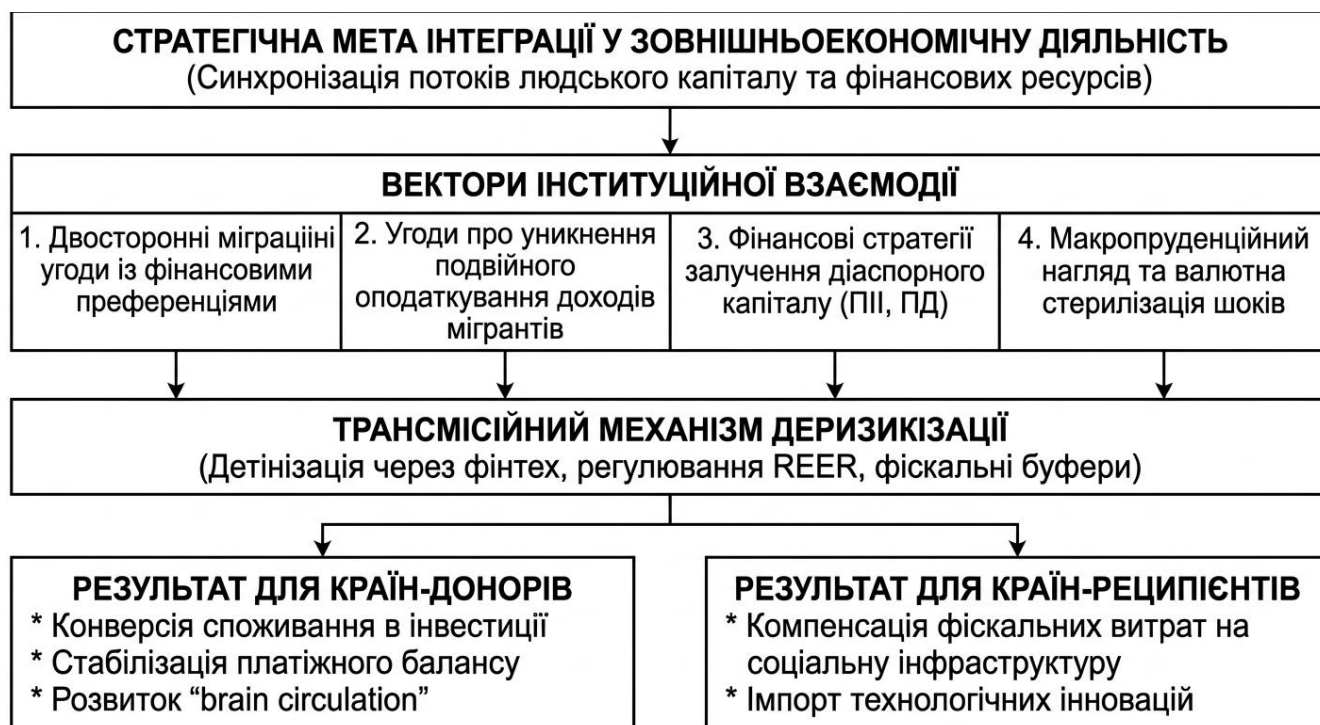 СТРАТЕГІЧНА МЕТА ІНТЕГРАЦІЇ У ЗОВНІШНЬОЕКОНОМІЧНУ ДІЯЛЬНІСТЬ
(Синхронізація потоків людського капіталу та фінансових ресурсів)
ВЕКТОРИ ІНСТИТУЦІЙНОЇ ВЗАЄМОДІЇ
1. Двосторонні міграційні
угоди із фінансовими
преференціями
2. Угоди про уникнення
подвійного
оподаткування доходів
мігрантів
3. Фінансові стратегії
залучення діаспорного
капіталу (ПІІ, ПД)
4. Макропруденційний
нагляд та валютна
стерилізація шоків
ТРАНСМІСІЙНИЙ МЕХАНІЗМ ДЕРИЗИКІЗАЦІЇ
(Детінізація через фінтех, регулювання REER, фіскальні буфери)
РЕЗУЛЬТАТ ДЛЯ КРАЇН-ДОНОРІВ
* Конверсія споживання в інвестиції
* Стабілізація платіжного балансу
* Розвиток “brain circulation”
РЕЗУЛЬТАТ ДЛЯ КРАЇН-РЕЦИПІЄНТІВ
* Компенсація фіскальних витрат на
соціальну інфраструктуру
* Імпорт технологічних інновацій